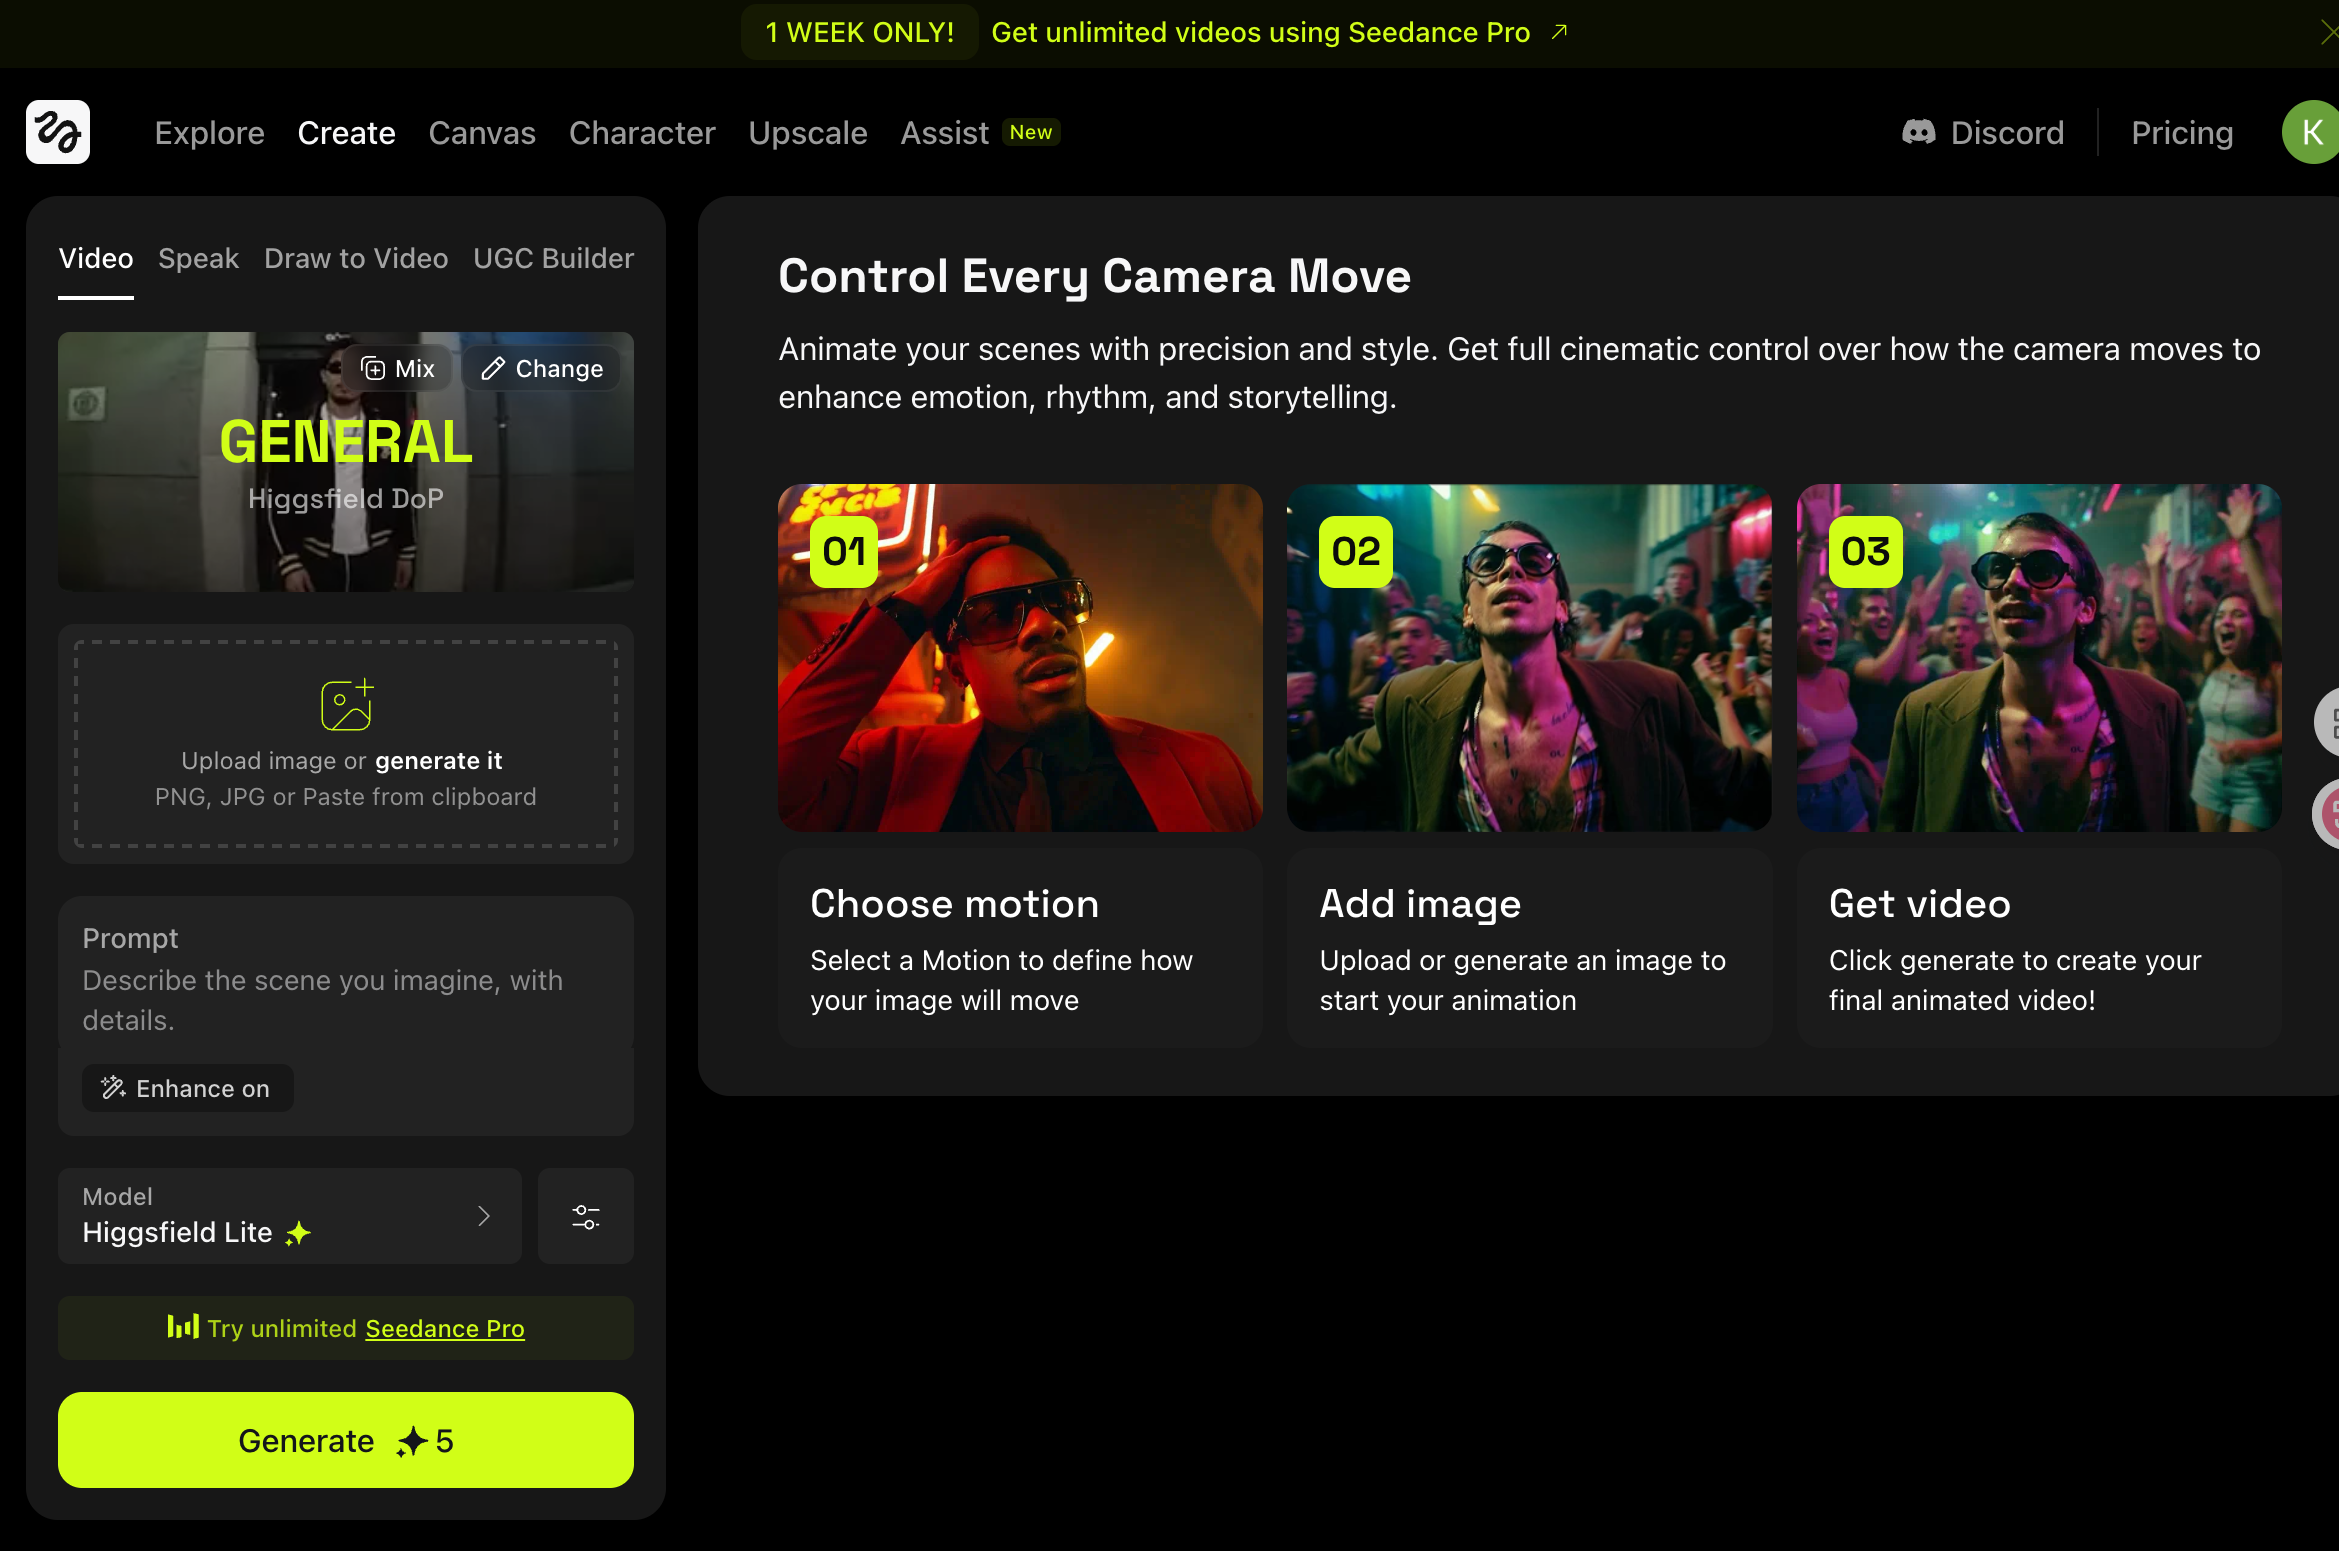 1 WEEK ONLY! Get unlimited videos using Seedance Pro
Explore Create Canvas Character Upscale Assist New Discord Pricing K
Video Speak Draw to Video UGC Builder
Mix Change
GENERAL
Higgsfield DoP
Upload image or generate it
PNG, JPG or Paste from clipboard
Prompt
Describe the scene you imagine, with
details.
Enhance on
Model
Higgsfield Lite
Try unlimited Seedance Pro
Generate 5
Control Every Camera Move
Animate your scenes with precision and style. Get full cinematic control over how the camera moves to
enhance emotion, rhythm, and storytelling.
01
Choose motion
Select a Motion to define how
your image will move
02
Add image
Upload or generate an image to
start your animation
03
Get video
Click generate to create your
final animated video!